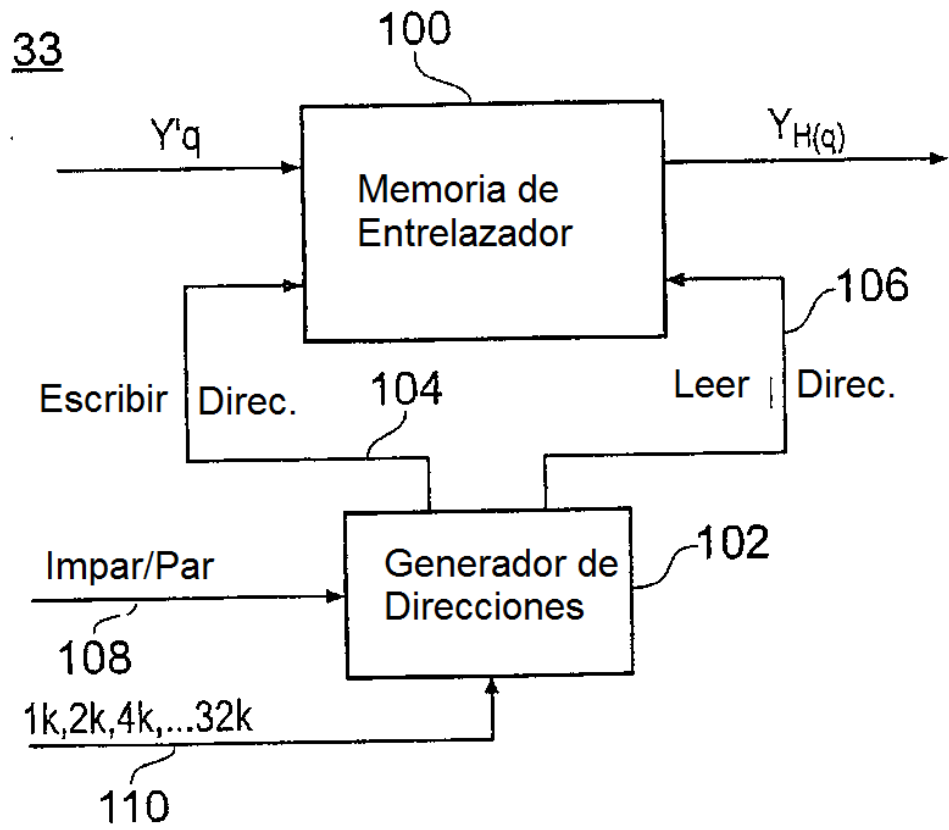 33
100
Y'q
Y_H(q)
Memoria de
Entrelazador
106
Escribir Direc.
104
Leer Direc.
102
Impar/Par
Generador de
Direcciones
108
1k,2k,4k,...32k
110